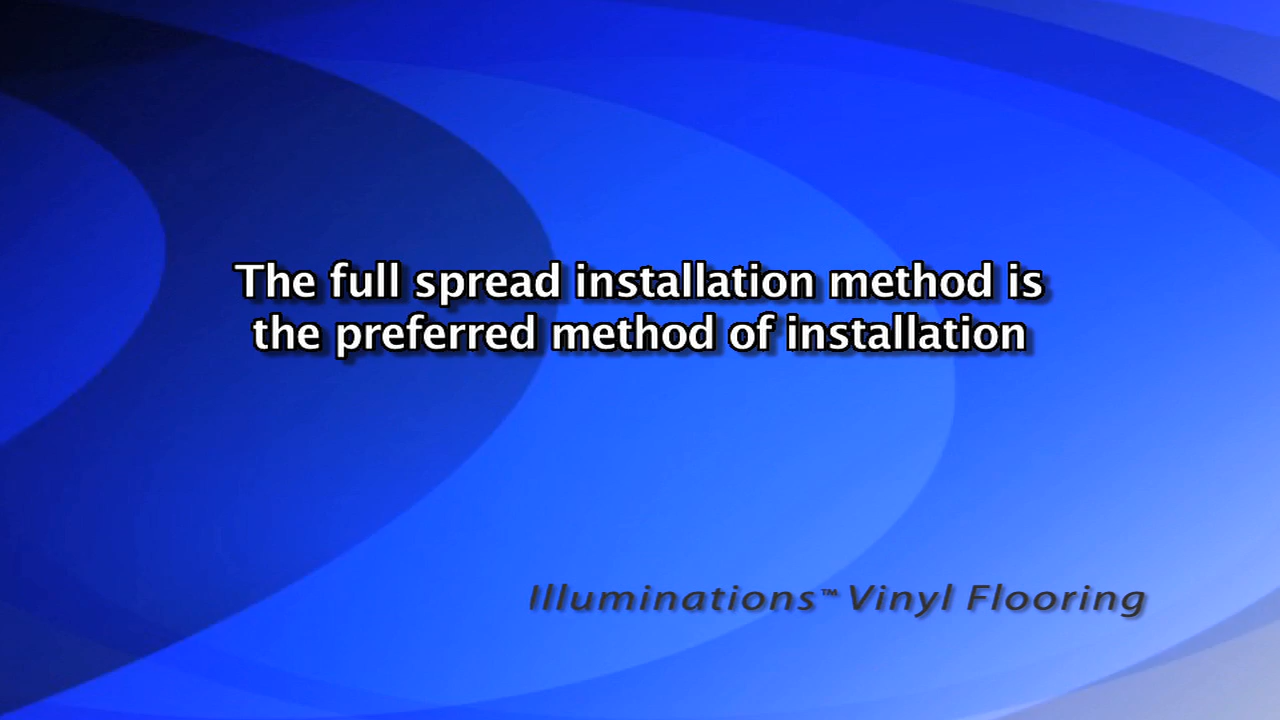 The full spread installation method is
the preferred method of installation
Illuminations™ Vinyl Flooring